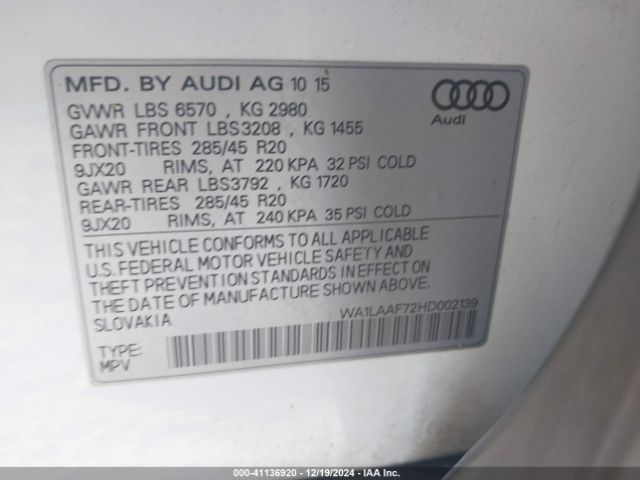 MFD. BY AUDI AG 10 15
Audi
GVWR LBS 6570 , KG 2980
GAWR FRONT LBS3208 , KG 1455
FRONT-TIRES 285/45 R20
9JX20 RIMS, AT 220 KPA 32 PSI COLD
GAWR REAR LBS3792 , KG 1720
REAR-TIRES 285/45 R20
9JX20 RIMS, AT 240 KPA 35 PSI COLD
THIS VEHICLE CONFORMS TO ALL APPLICABLE
U.S. FEDERAL MOTOR VEHICLE SAFETY AND
THEFT PREVENTION STANDARDS IN EFFECT ON
THE DATE OF MANUFACTURE SHOWN ABOVE.
SLOVAKIA WA1LAAF72HD002139
TYPE:
MPV
000-41136920 - 12/19/2024 - IAA Inc.